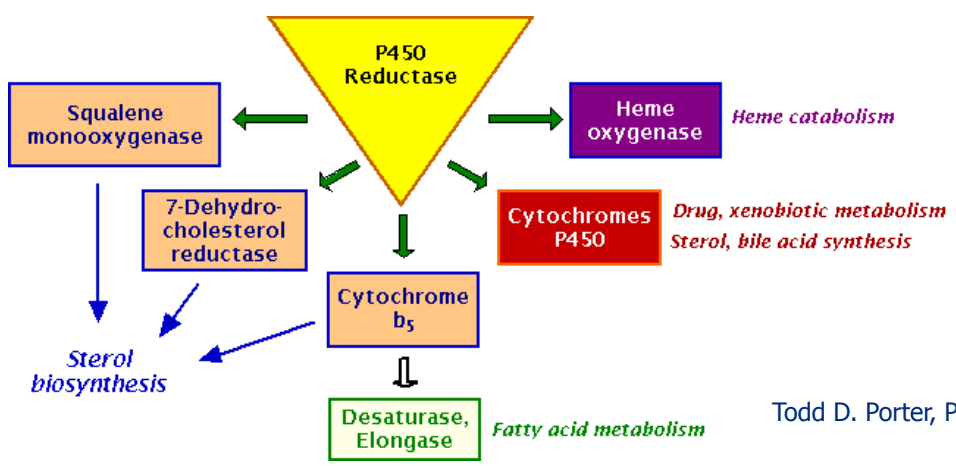 P450
Reductase
Squalene
monooxygenase
Heme
oxygenase
Heme catabolism
7-Dehydro-
cholesterol
reductase
Cytochromes
P450
Drug, xenobiotic metabolism
Sterol, bile acid synthesis
Cytochrome
b₅
Sterol
biosynthesis
Desaturase,
Elongase
Fatty acid metabolism
Todd D. Porter, P